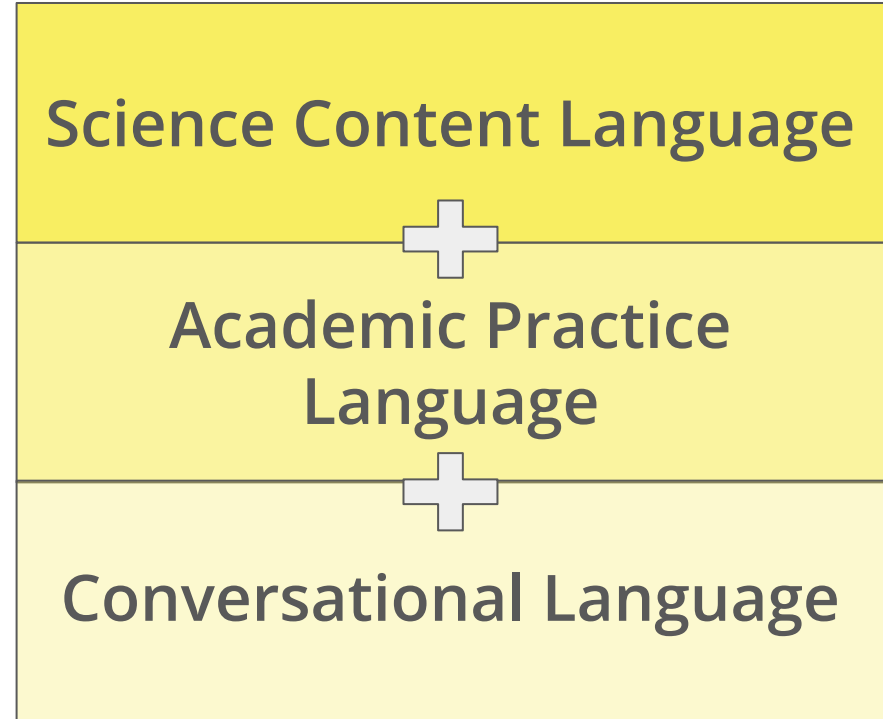 Science Content Language
Academic Practice
Language
Conversational Language